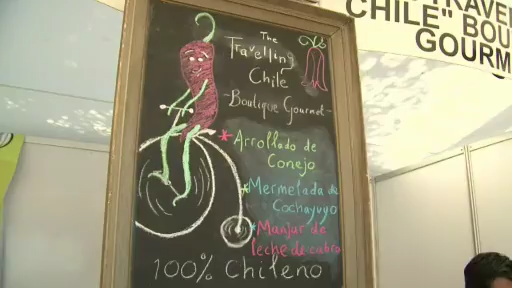 The
Travelling
Chile
-Boutique Gourmet-
* Arrollado de
Conejo
* Mermelada de
Cochayuyo
* Manjar de
leche de cabra
100% Chileno
CHILE" BOU
GOURM